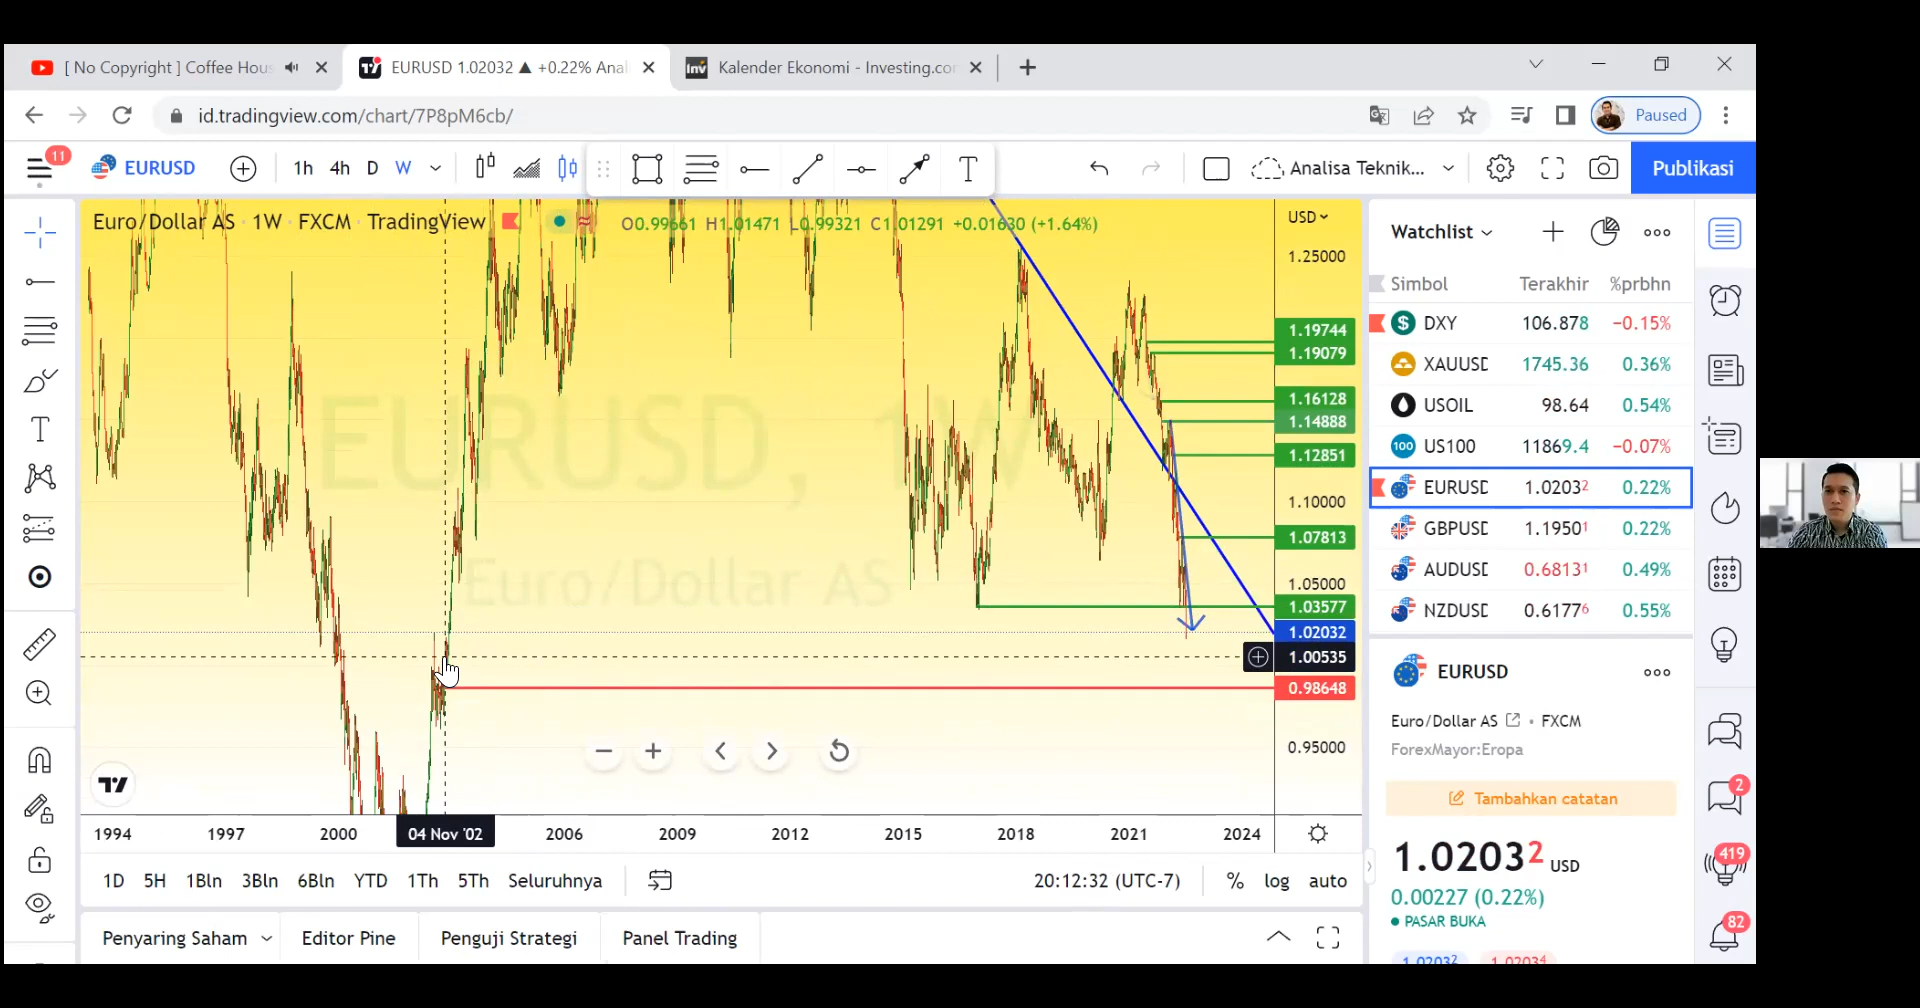 [ No Copyright ] Coffee Hous
EURUSD 1.02032 ▲ +0.22% Anal
Kalender Ekonomi - Investing.cor
id.tradingview.com/chart/7P8pM6cb/
Paused
11
EURUSD
1h 4h D W
T
Analisa Teknik...
Publikasi
Euro/Dollar AS · 1W · FXCM · TradingView
O0.99661 H1.01471 L0.99321 C1.01291 +0.01630 (+1.64%)
USD
1.25000
1.19744
1.19079
1.16128
1.14888
1.12851
1.10000
1.07813
1.05000
1.03577
1.02032
1.00535
0.98648
0.95000
EURUSD, 1W
Euro/Dollar AS
1994 1997 2000 04 Nov '02 2006 2009 2012 2015 2018 2021 2024
1D 5H 1Bln 3Bln 6Bln YTD 1Th 5Th Seluruhnya
20:12:32 (UTC-7) % log auto
Penyaring Saham Editor Pine Penguji Strategi Panel Trading
Watchlist
Simbol Terakhir %prbhn
DXY 106.878 −0.15%
XAUUSD 1745.36 0.36%
USOIL 98.64 0.54%
US100 11869.4 −0.07%
EURUSD 1.02032 0.22%
GBPUSD 1.19501 0.22%
AUDUSD 0.68131 0.49%
NZDUSD 0.61776 0.55%
EURUSD
Euro/Dollar AS • FXCM
ForexMayor:Eropa
Tambahkan catatan
1.02032 USD
0.00227 (0.22%)
PASAR BUKA
1.02032 1.02034
2
419
82